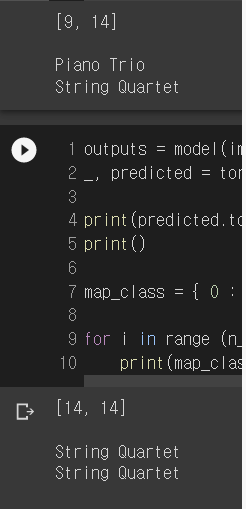 [9, 14]
Piano Trio
String Quartet
1 outputs = model(im
2 _, predicted = tor
3
4 print(predicted.to
5 print()
6
7 map_class = { 0 :
8
9 for i in range (n_
10 print(map_clas
[14, 14]
String Quartet
String Quartet